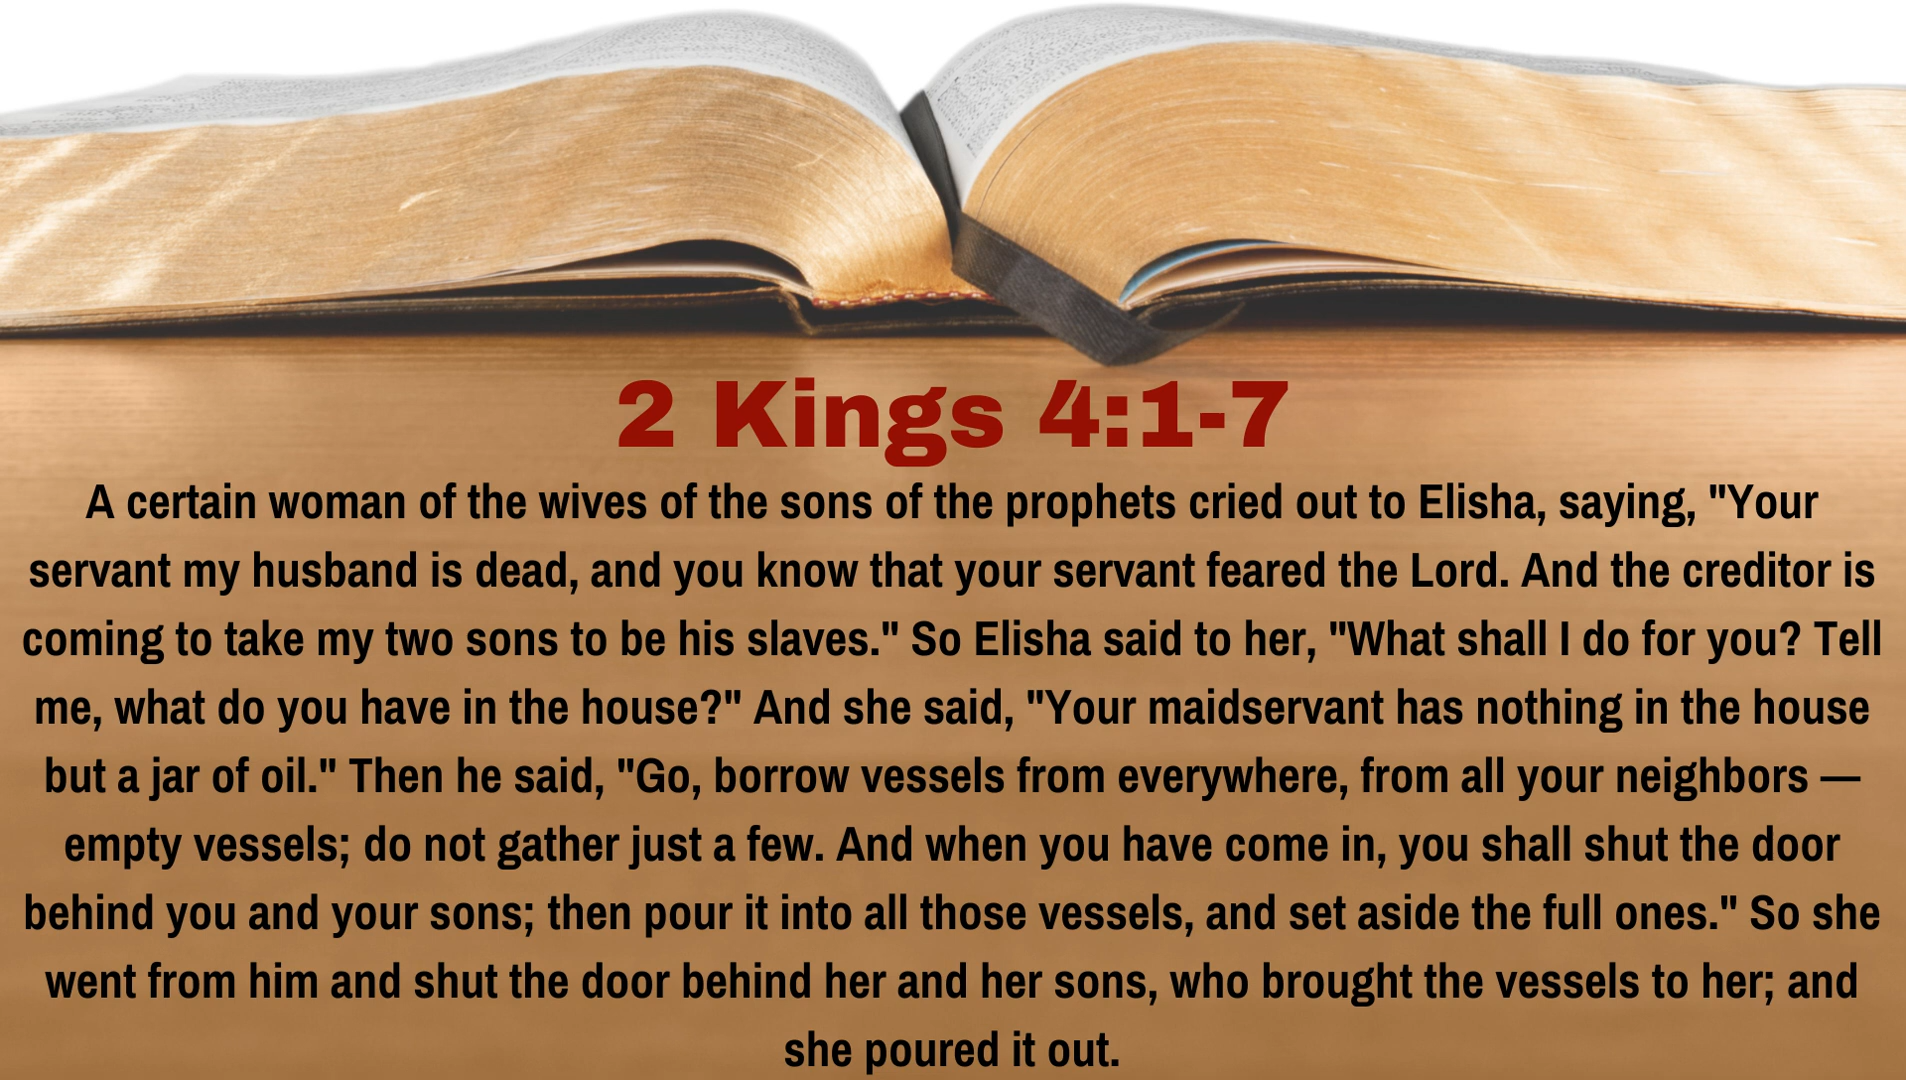 2 Kings 4:1-7
A certain woman of the wives of the sons of the prophets cried out to Elisha, saying, "Your
servant my husband is dead, and you know that your servant feared the Lord. And the creditor is
coming to take my two sons to be his slaves." So Elisha said to her, "What shall I do for you? Tell
me, what do you have in the house?" And she said, "Your maidservant has nothing in the house
but a jar of oil." Then he said, "Go, borrow vessels from everywhere, from all your neighbors —
empty vessels; do not gather just a few. And when you have come in, you shall shut the door
behind you and your sons; then pour it into all those vessels, and set aside the full ones." So she
went from him and shut the door behind her and her sons, who brought the vessels to her; and
she poured it out.